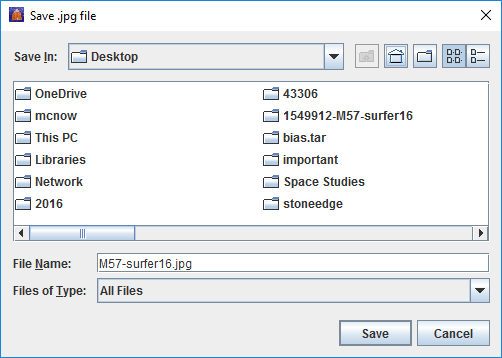 Save .jpg file
Save In: Desktop
OneDrive 43306
mcnow 1549912-M57-surfer16
This PC bias.tar
Libraries important
Network Space Studies
2016 stoneedge
File Name: M57-surfer16.jpg
Files of Type: All Files
Save Cancel